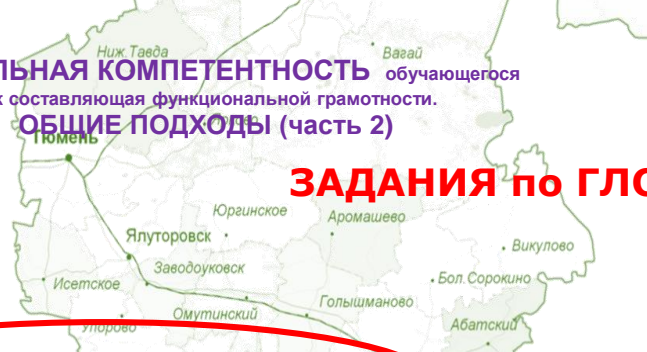 Ниж.Тавда
Вагай
ЛЬНАЯ КОМПЕТЕНТНОСТЬ обучающегося
к составляющая функциональной грамотности.
ОБЩИЕ ПОДХОДЫ (часть 2)
Тюмень
ЗАДАНИЯ по ГЛО
Юргинское
Аромашево
Ялуторовск
Викулово
Заводоуковск
Бол.Сорокино
Исетское
Голышманово
Омутинский
Абатский
Упорово